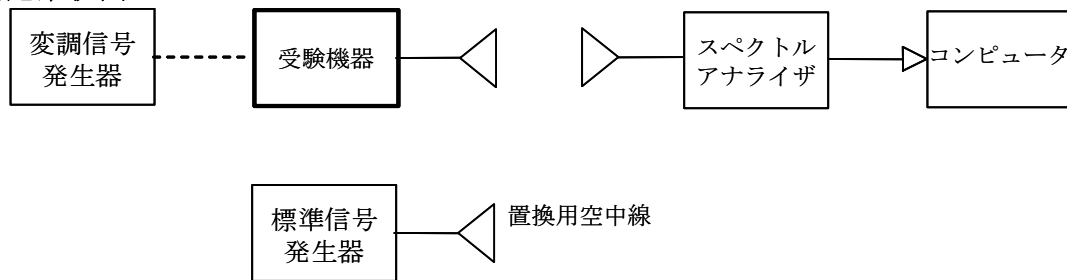 変調信号
発生器
受験機器
スペクトル
アナライザ
コンピュータ
標準信号
発生器
置換用空中線